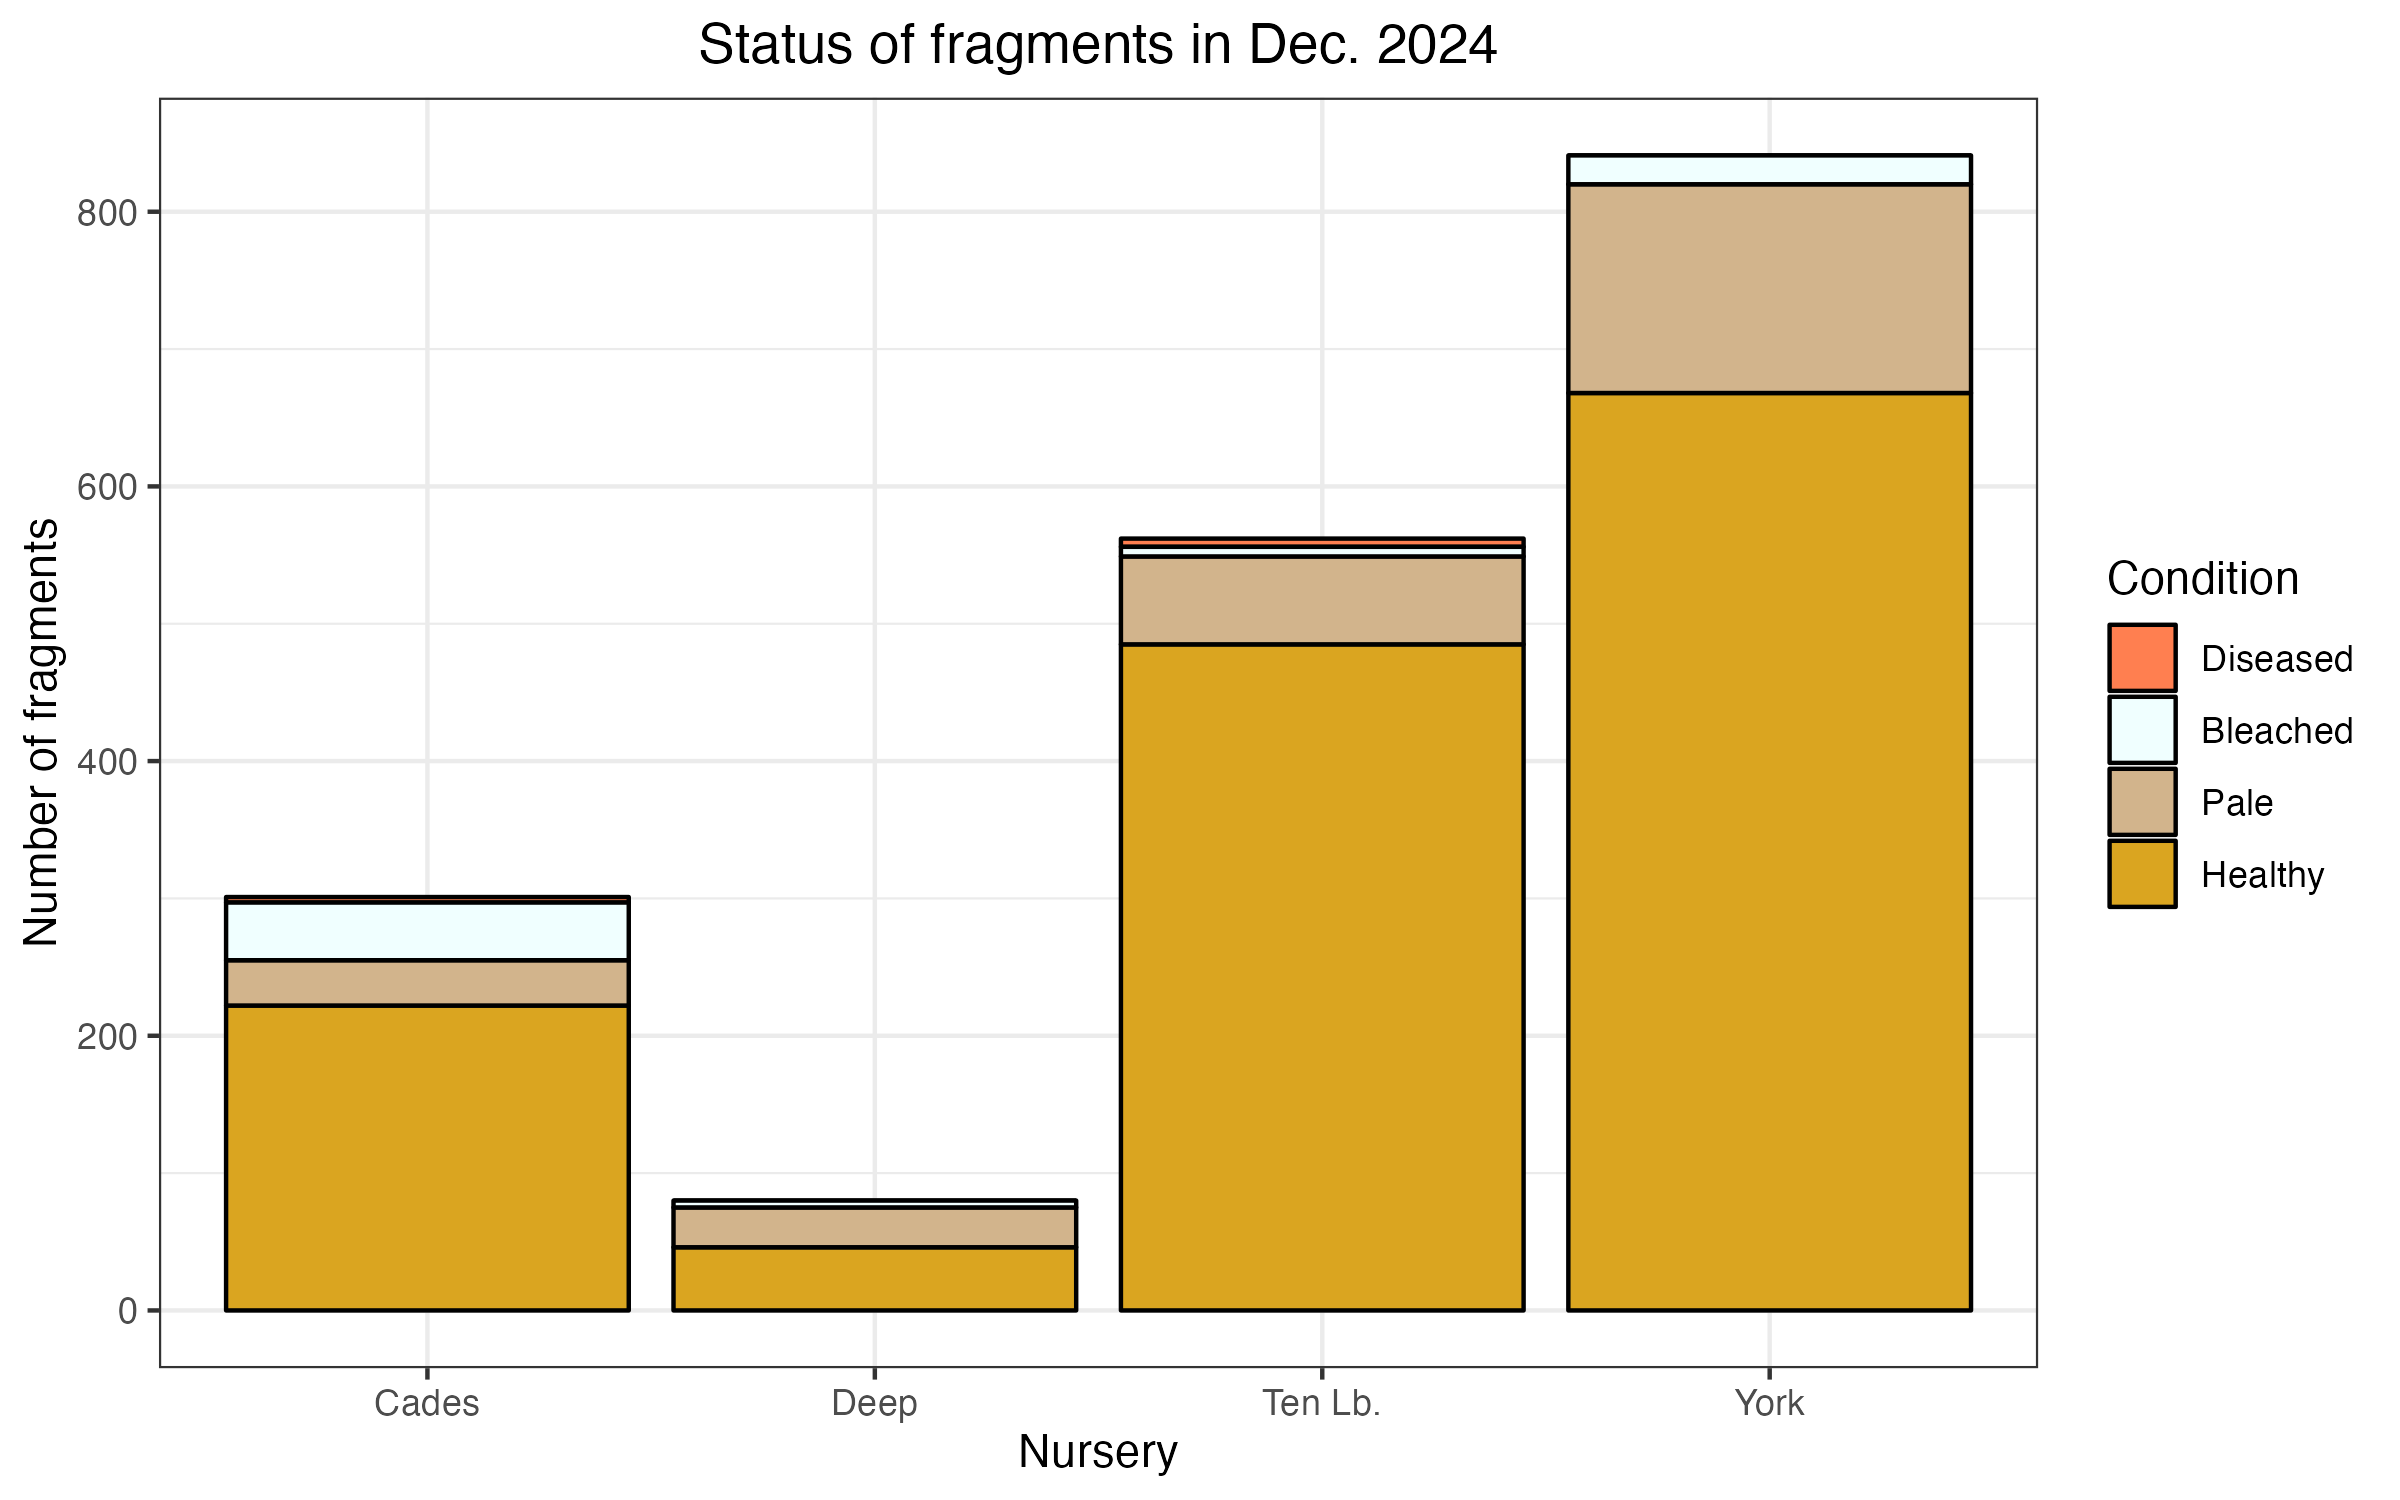 Status of fragments in Dec. 2024
Number of fragments
800
600
400
200
0
Cades
Deep
Ten Lb.
York
Nursery
Condition
Diseased
Bleached
Pale
Healthy